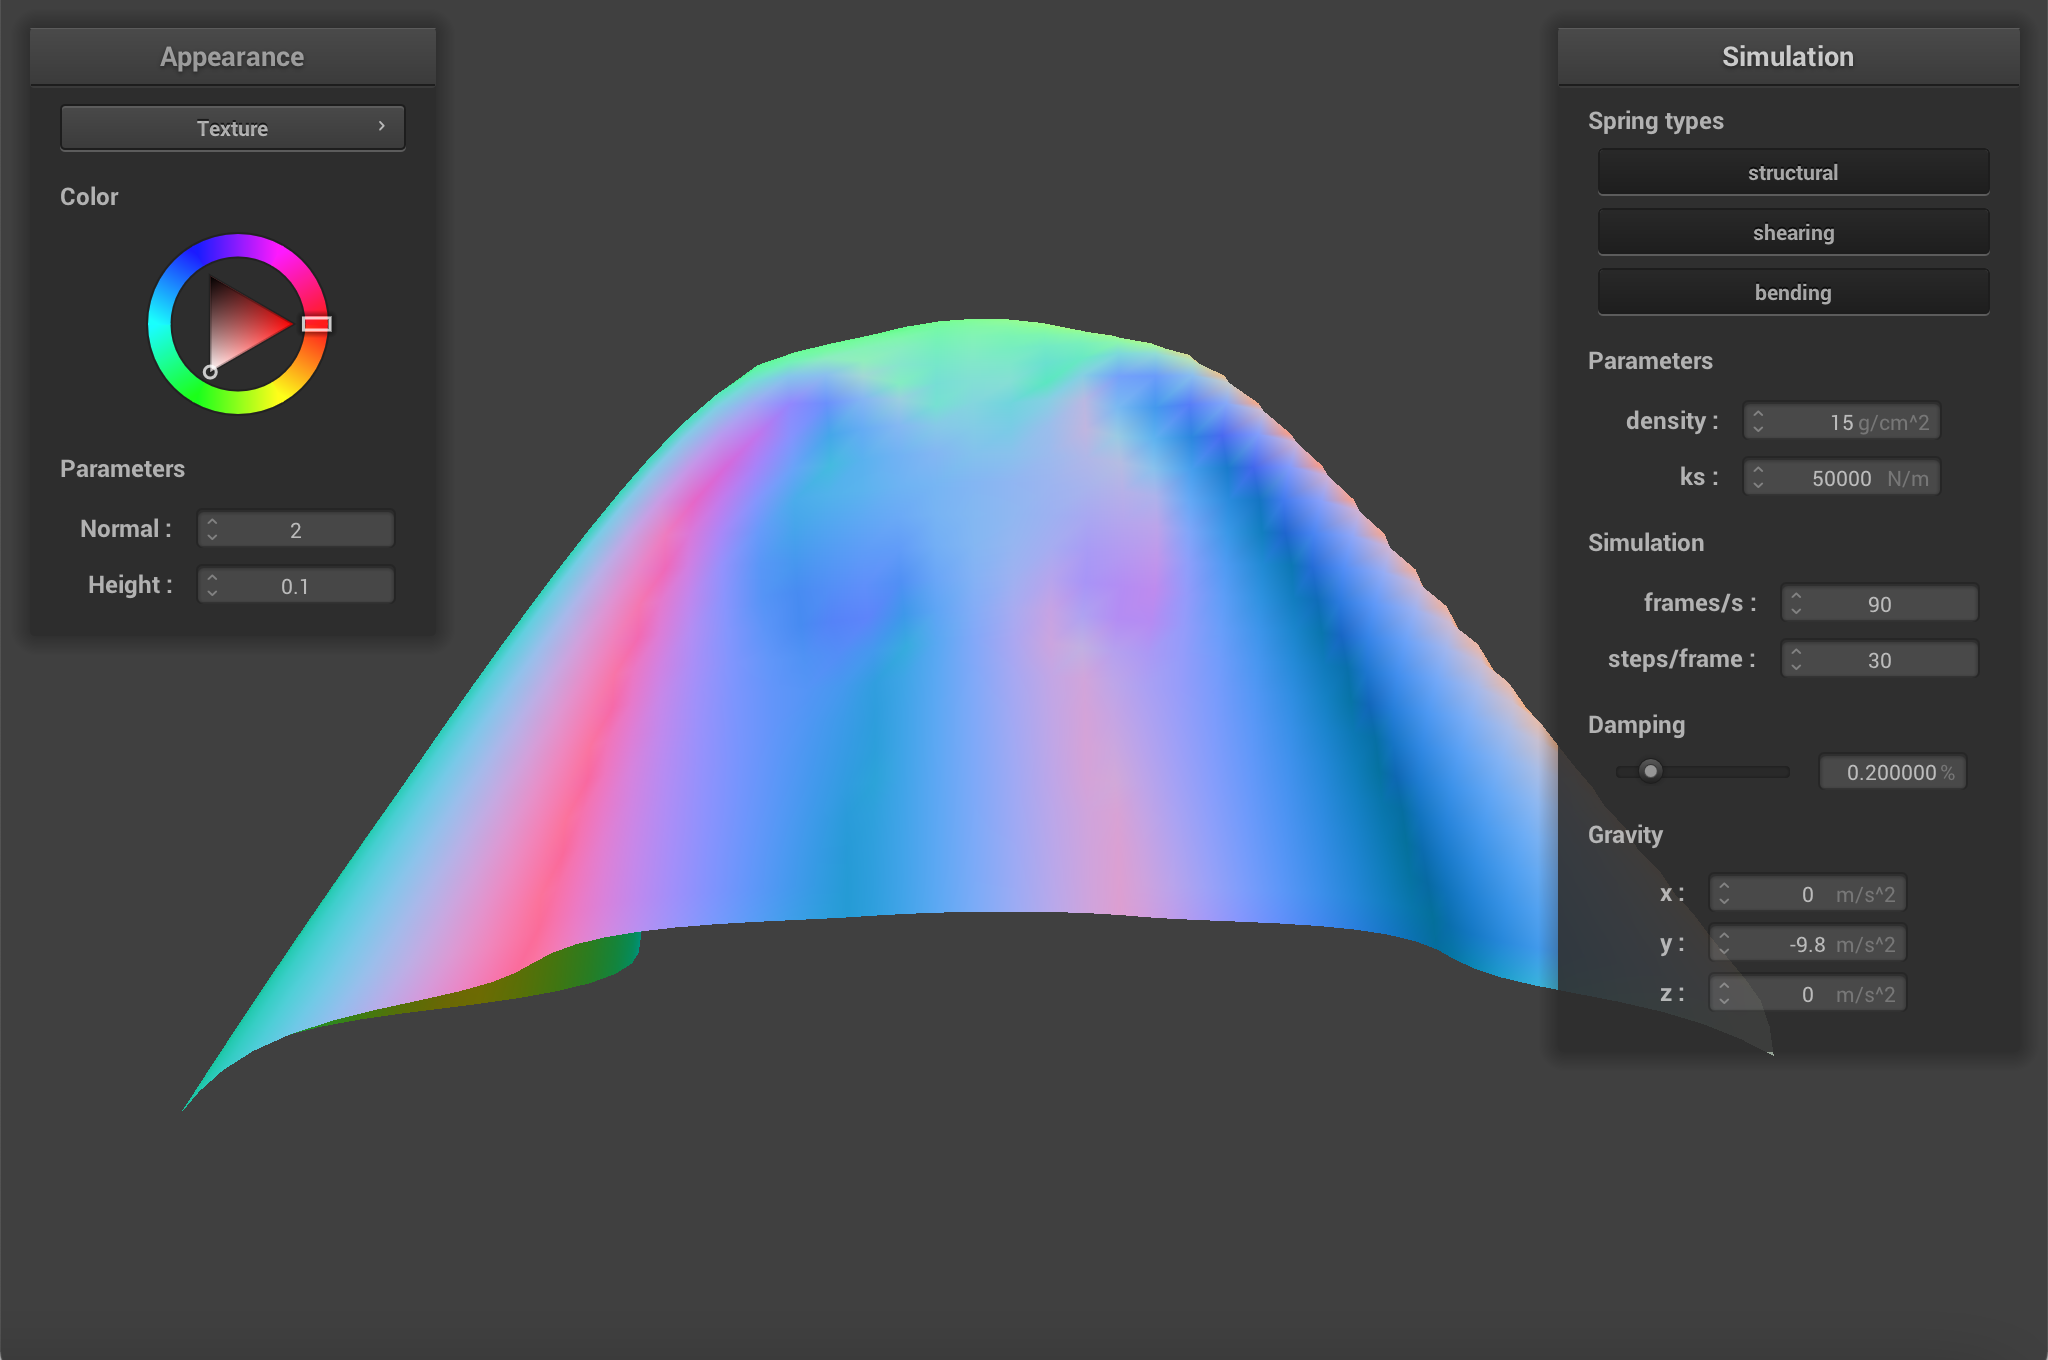 Appearance
Texture
Color
Parameters
Normal : 2
Height : 0.1
Simulation
Spring types
structural
shearing
bending
Parameters
density : 15 g/cm^2
ks : 50000 N/m
Simulation
frames/s : 90
steps/frame : 30
Damping
0.200000 %
Gravity
x : 0 m/s^2
y : -9.8 m/s^2
z : 0 m/s^2